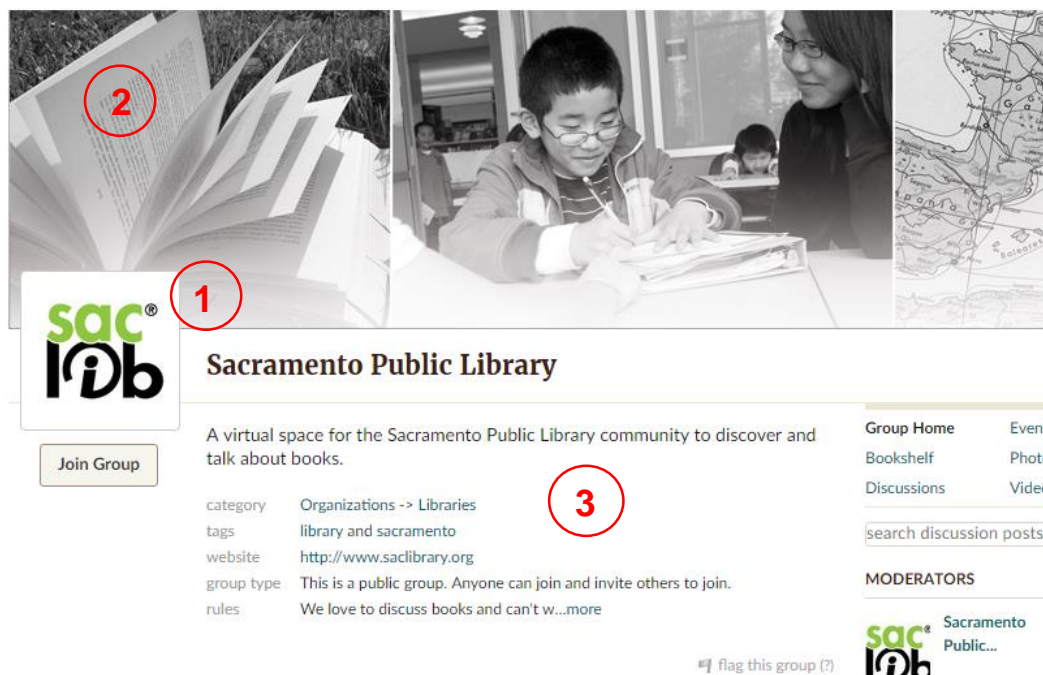 2
1
sac®
lib
Sacramento Public Library
Join Group
A virtual space for the Sacramento Public Library community to discover and
talk about books.
category Organizations -> Libraries
tags library and sacramento
website http://www.saclibrary.org
group type This is a public group. Anyone can join and invite others to join.
rules We love to discuss books and can't w...more
3
flag this group (?)
Group Home Even
Bookshelf Phot
Discussions Vide
search discussion posts
MODERATORS
sac®
lib
Sacramento
Public...